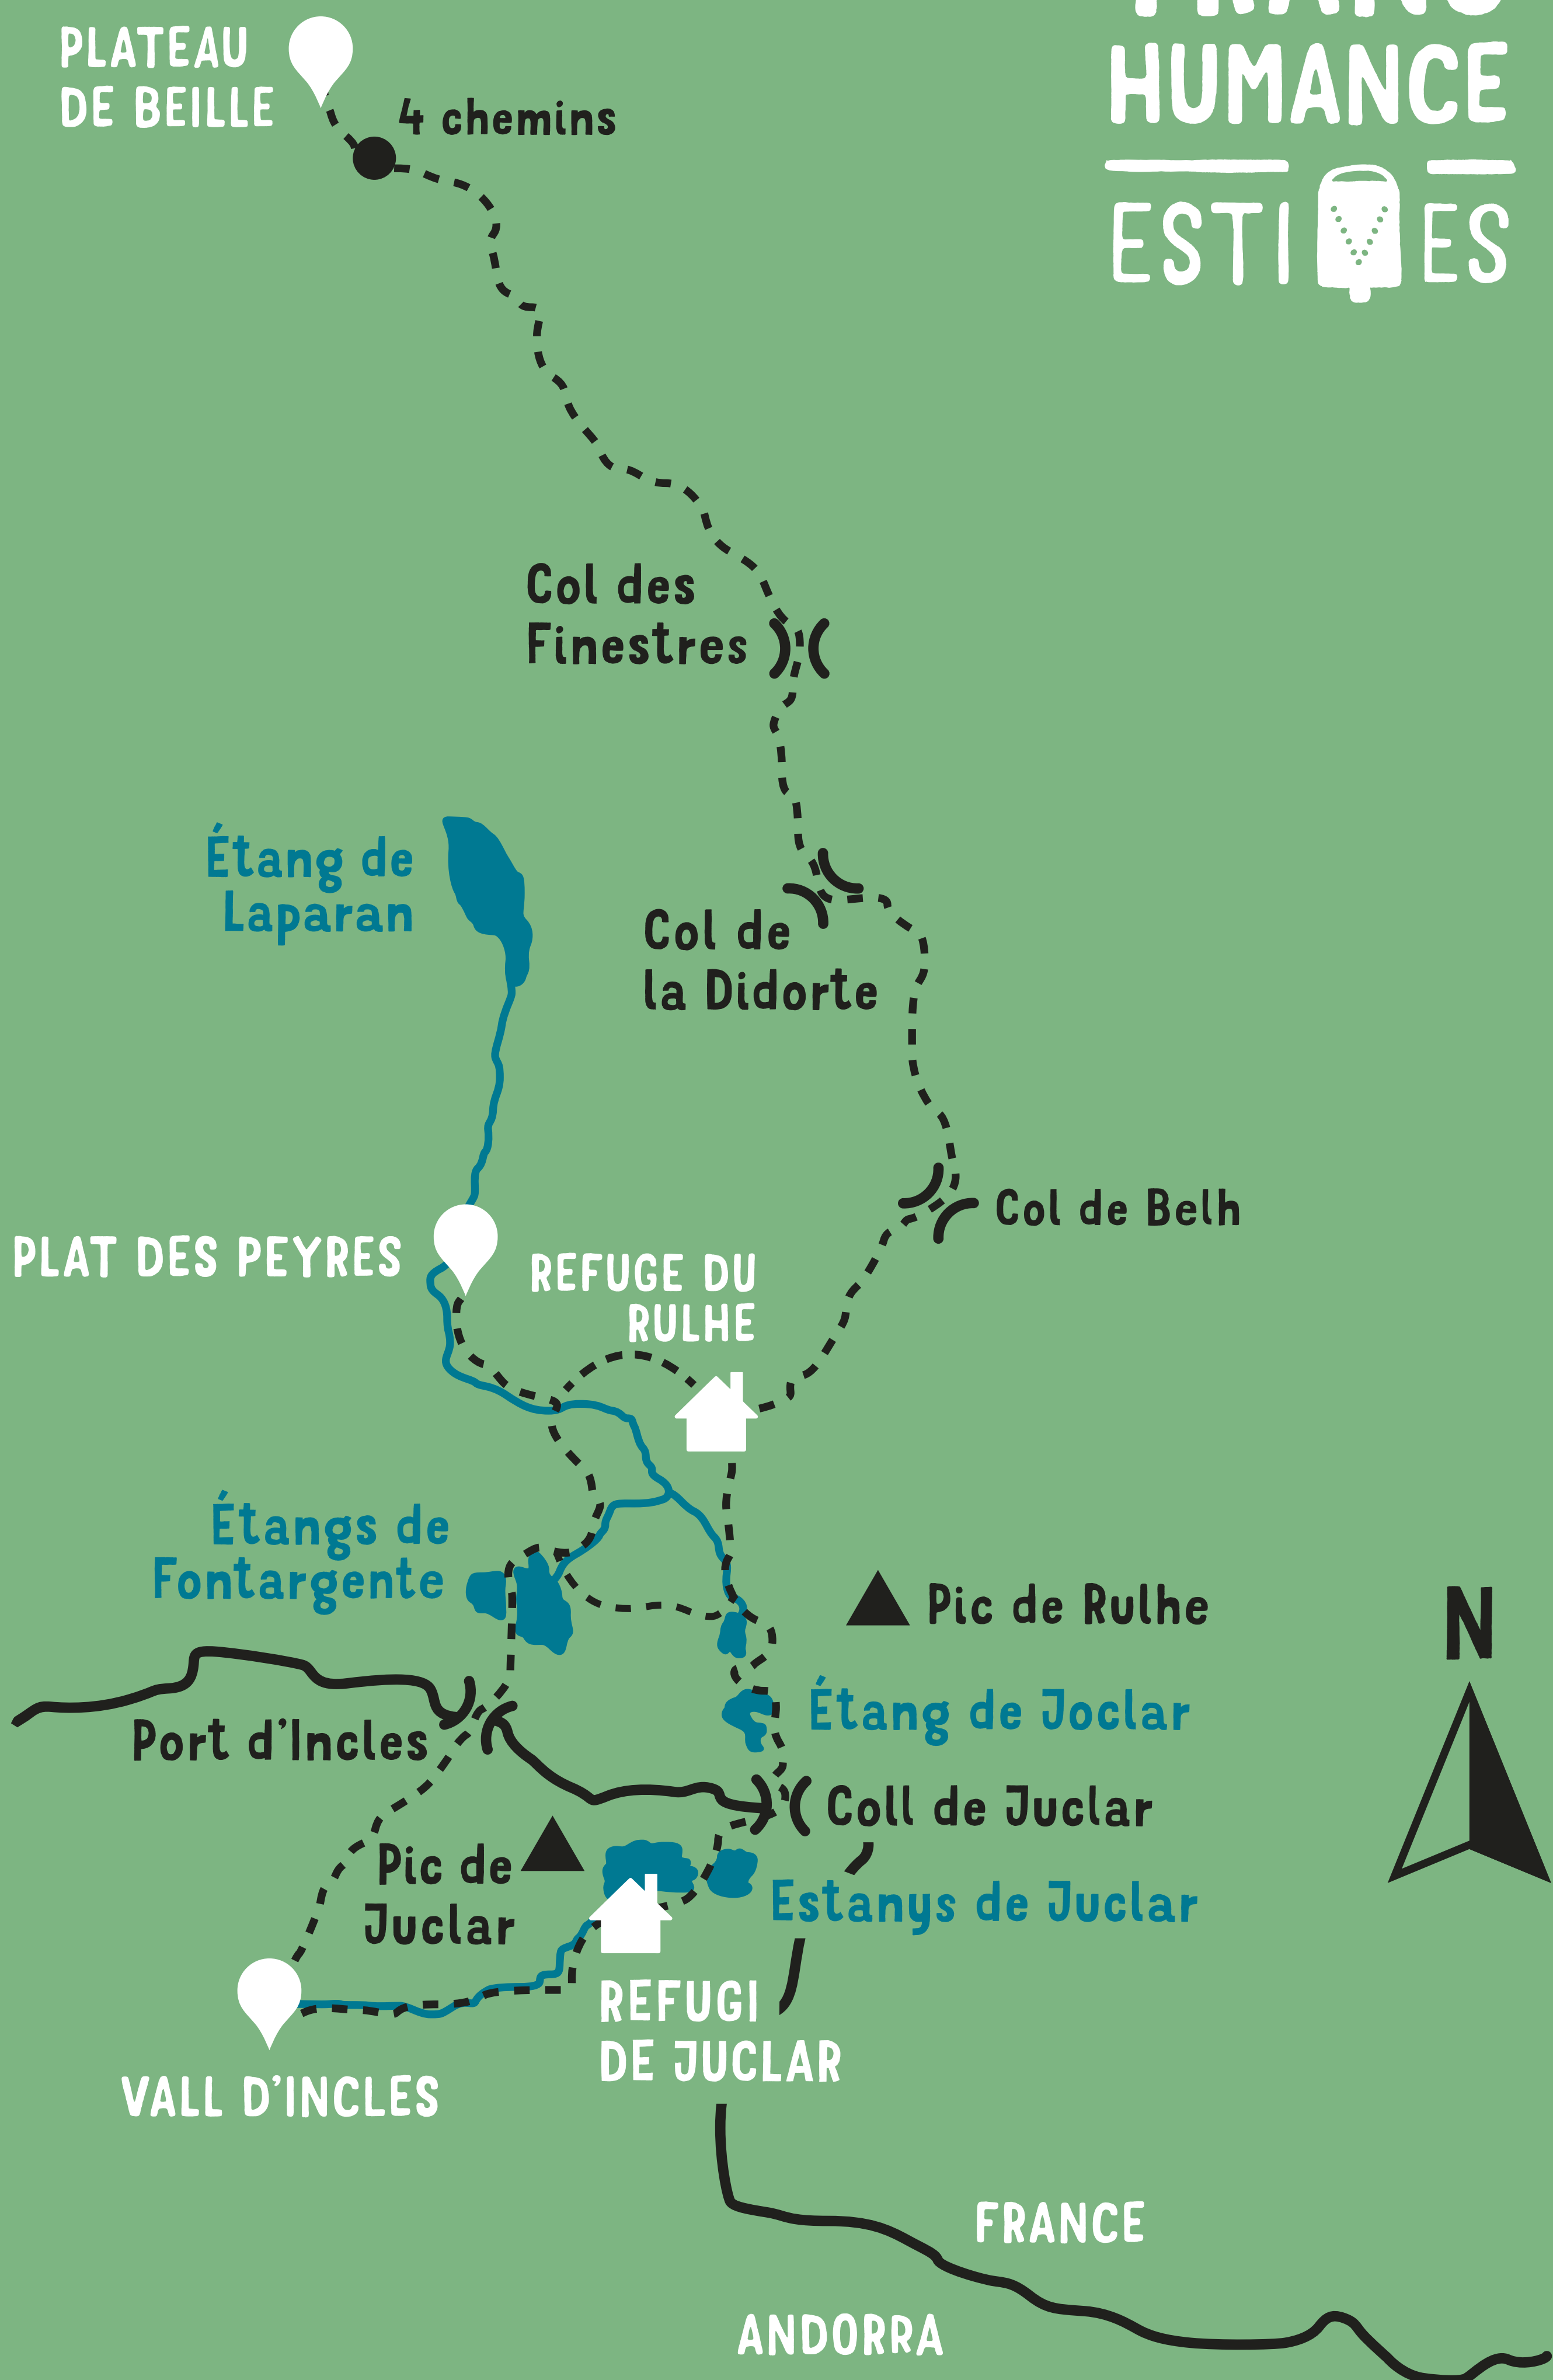 PLATEAU
DE BEILLE
4 chemins
HUMANCE
ESTIVES
Col des
Finestres
Étang de
Laparan
Col de
la Didorte
Col de Belh
PLAT DES PEYRES
REFUGE DU
RULHE
Étangs de
Fontargente
Pic de Rulhe
N
Étang de Joclar
Port d'Incles
Coll de Juclar
Pic de
Juclar
Estanys de Juclar
REFUGI
DE JUCLAR
VALL D'INCLES
FRANCE
ANDORRA